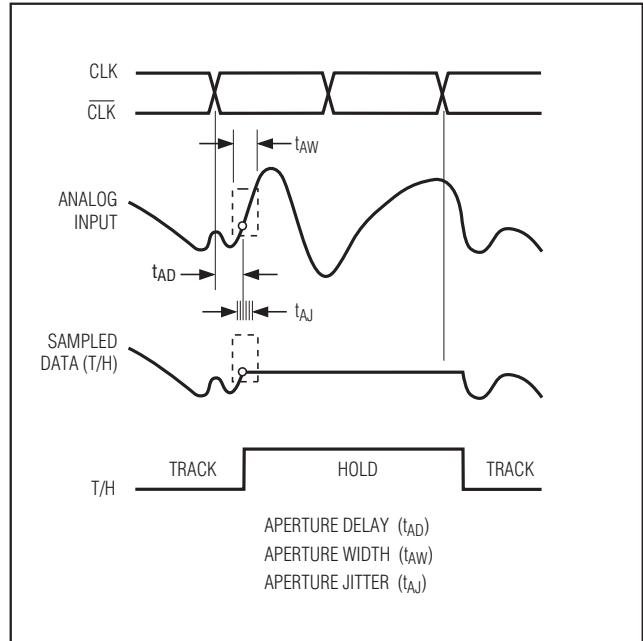 CLK
CLK
tAW
ANALOG
INPUT
tAD
tAJ
SAMPLED
DATA (T/H)
TRACK HOLD TRACK
T/H
APERTURE DELAY (tAD)
APERTURE WIDTH (tAW)
APERTURE JITTER (tAJ)